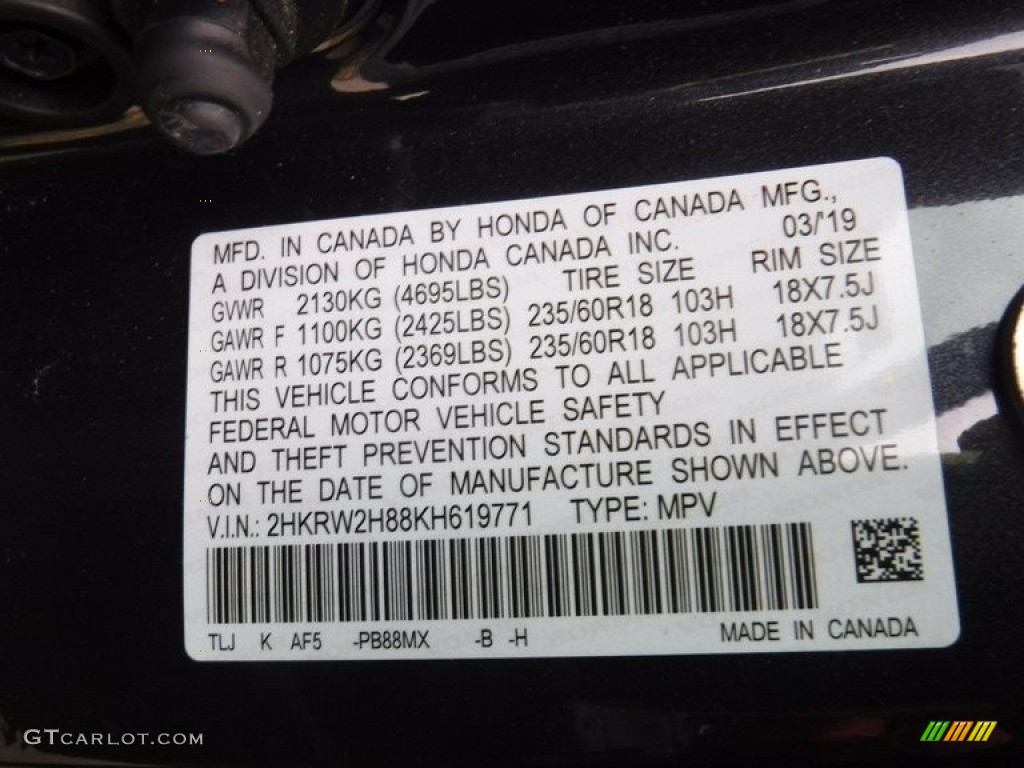 MFD. IN CANADA BY HONDA OF CANADA MFG.,
A DIVISION OF HONDA CANADA INC. 03/'19
GVWR 2130KG (4695LBS) TIRE SIZE RIM SIZE
GAWR F 1100KG (2425LBS) 235/60R18 103H 18X7.5J
GAWR R 1075KG (2369LBS) 235/60R18 103H 18X7.5J
THIS VEHICLE CONFORMS TO ALL APPLICABLE
FEDERAL MOTOR VEHICLE SAFETY
AND THEFT PREVENTION STANDARDS IN EFFECT
ON THE DATE OF MANUFACTURE SHOWN ABOVE.
V.I.N.: 2HKRW2H88KH619771 TYPE: MPV
TLJ K AF5 -PB88MX -B -H MADE IN CANADA
GTCARLOT.COM